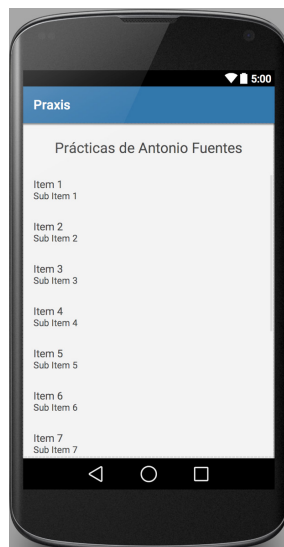 5:00
Praxis
Prácticas de Antonio Fuentes
Item 1
Sub Item 1
Item 2
Sub Item 2
Item 3
Sub Item 3
Item 4
Sub Item 4
Item 5
Sub Item 5
Item 6
Sub Item 6
Item 7
Sub Item 7